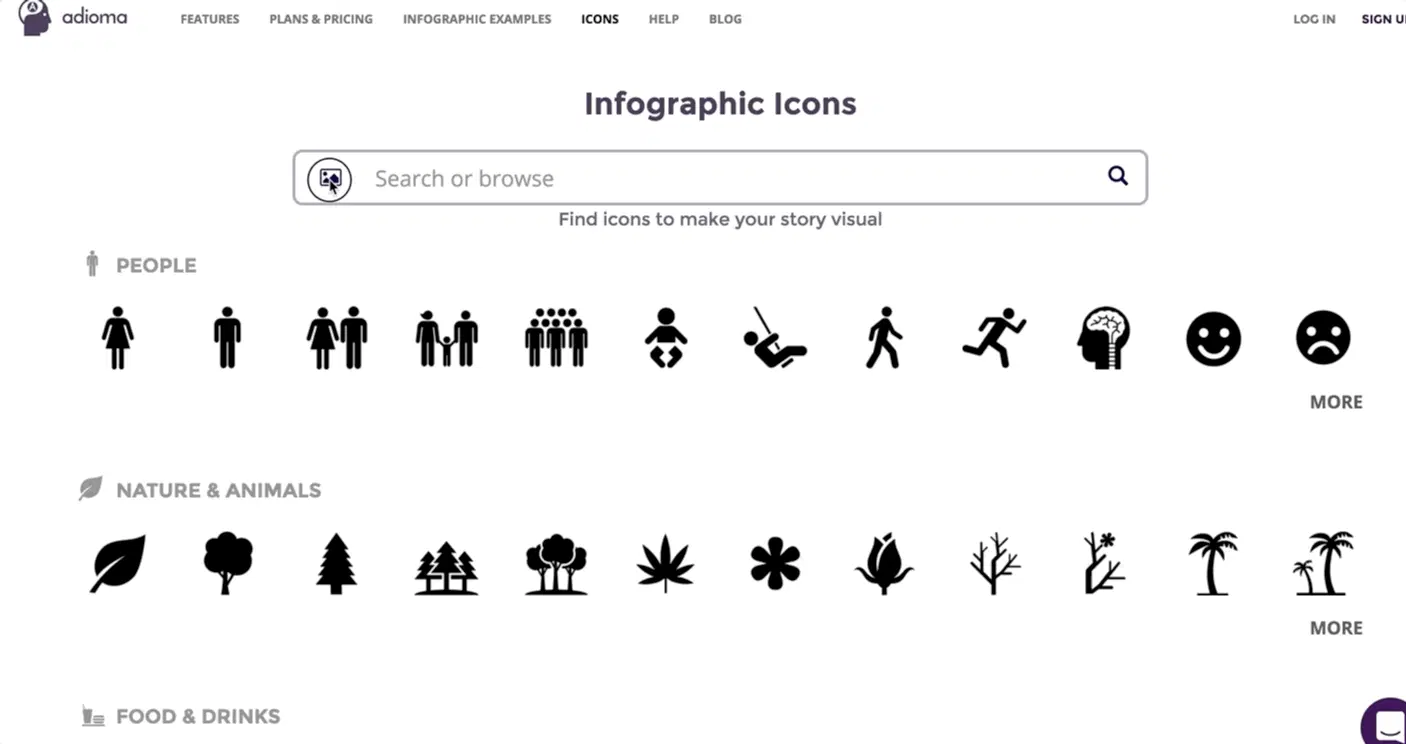 adioma FEATURES PLANS & PRICING INFOGRAPHIC EXAMPLES ICONS HELP BLOG LOG IN SIGN U
Infographic Icons
Search or browse
Find icons to make your story visual
PEOPLE
MORE
NATURE & ANIMALS
MORE
FOOD & DRINKS